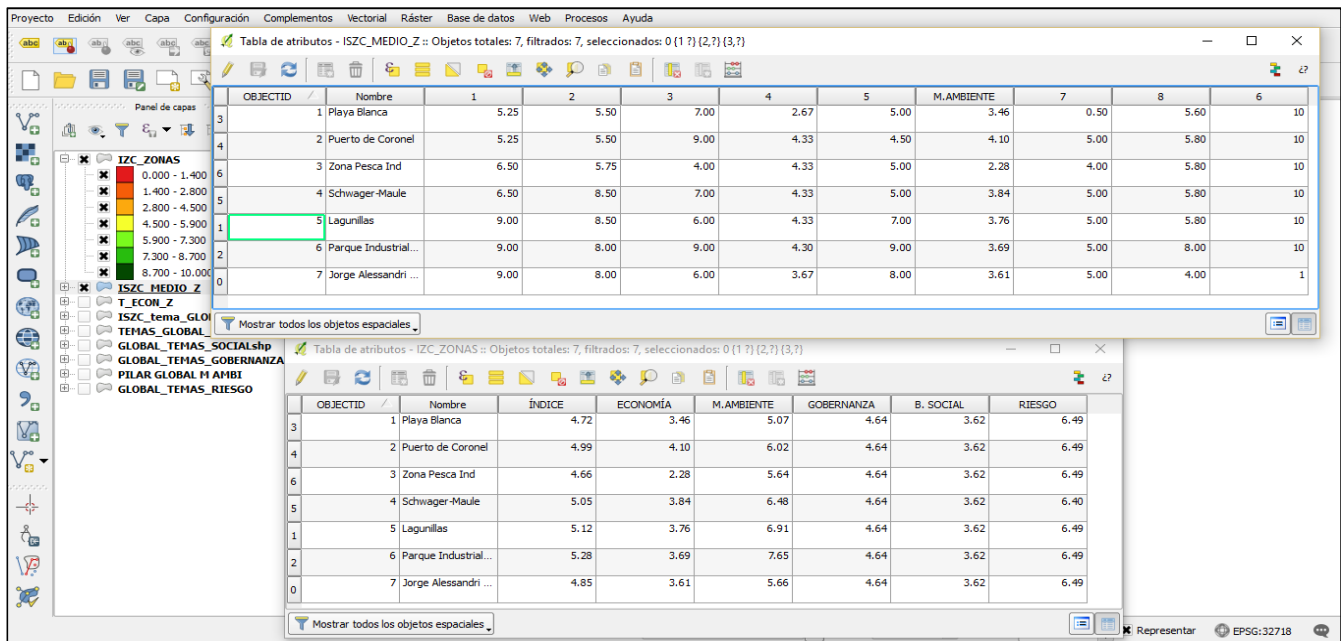 Proyecto Edición Ver Capa Configuración Complementos Vectorial Ráster Base de datos Web Procesos Ayuda
abc abc abc abc abc abc
Tabla de atributos - ISZC_MEDIO_Z :: Objetos totales: 7, filtrados: 7, seleccionados: 0 {1 ?} {2,?} {3,?}
OBJECTID Nombre 1 2 3 4 5 M.AMBIENTE 7 8 6
3 1 Playa Blanca 5.25 5.50 7.00 2.67 5.00 3.46 0.50 5.60 10
4 2 Puerto de Coronel 5.25 5.50 9.00 4.33 4.50 4.10 5.00 5.80 10
6 3 Zona Pesca Ind 6.50 5.75 4.00 4.33 5.00 2.28 4.00 5.80 10
5 4 Schwager-Maule 6.50 8.50 7.00 4.33 5.00 3.84 5.00 5.80 10
1 5 Lagunillas 9.00 8.50 6.00 4.33 7.00 3.76 5.00 5.80 10
2 6 Parque Industrial... 9.00 8.00 9.00 4.30 9.00 3.69 5.00 8.00 10
0 7 Jorge Alessandri ... 9.00 8.00 6.00 3.67 8.00 3.61 5.00 4.00 1
Mostrar todos los objetos espaciales
Panel de capas
IZC_ZONAS
0.000 - 1.400
1.400 - 2.800
2.800 - 4.500
4.500 - 5.900
5.900 - 7.300
7.300 - 8.700
8.700 - 10.000
ISZC_MEDIO_Z
T_ECON_Z
ISZC_tema_GLO
TEMAS_GLOBAL_
GLOBAL_TEMAS_SOCIALshp
GLOBAL_TEMAS_GOBERNANZA
PILAR GLOBAL M AMBI
GLOBAL_TEMAS_RIESGO
Tabla de atributos - IZC_ZONAS :: Objetos totales: 7, filtrados: 7, seleccionados: 0 {1 ?} {2,?} {3,?}
OBJECTID Nombre ÍNDICE ECONOMÍA M.AMBIENTE GOBERNANZA B. SOCIAL RIESGO
3 1 Playa Blanca 4.72 3.46 5.07 4.64 3.62 6.49
4 2 Puerto de Coronel 4.99 4.10 6.02 4.64 3.62 6.49
6 3 Zona Pesca Ind 4.66 2.28 5.64 4.64 3.62 6.49
5 4 Schwager-Maule 5.05 3.84 6.48 4.64 3.62 6.40
1 5 Lagunillas 5.12 3.76 6.91 4.64 3.62 6.49
2 6 Parque Industrial... 5.28 3.69 7.65 4.64 3.62 6.49
0 7 Jorge Alessandri ... 4.85 3.61 5.66 4.64 3.62 6.49
Mostrar todos los objetos espaciales
Representar EPSG:32718